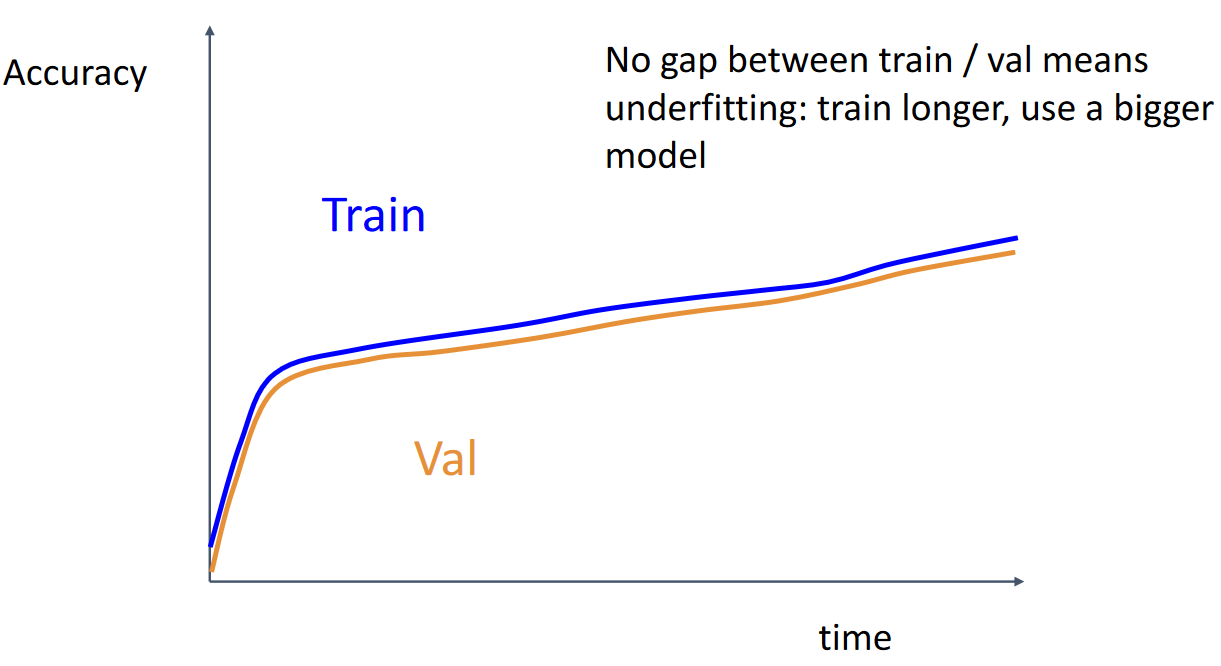 Accuracy
No gap between train / val means
underfitting: train longer, use a bigger
model
Train
Val
time